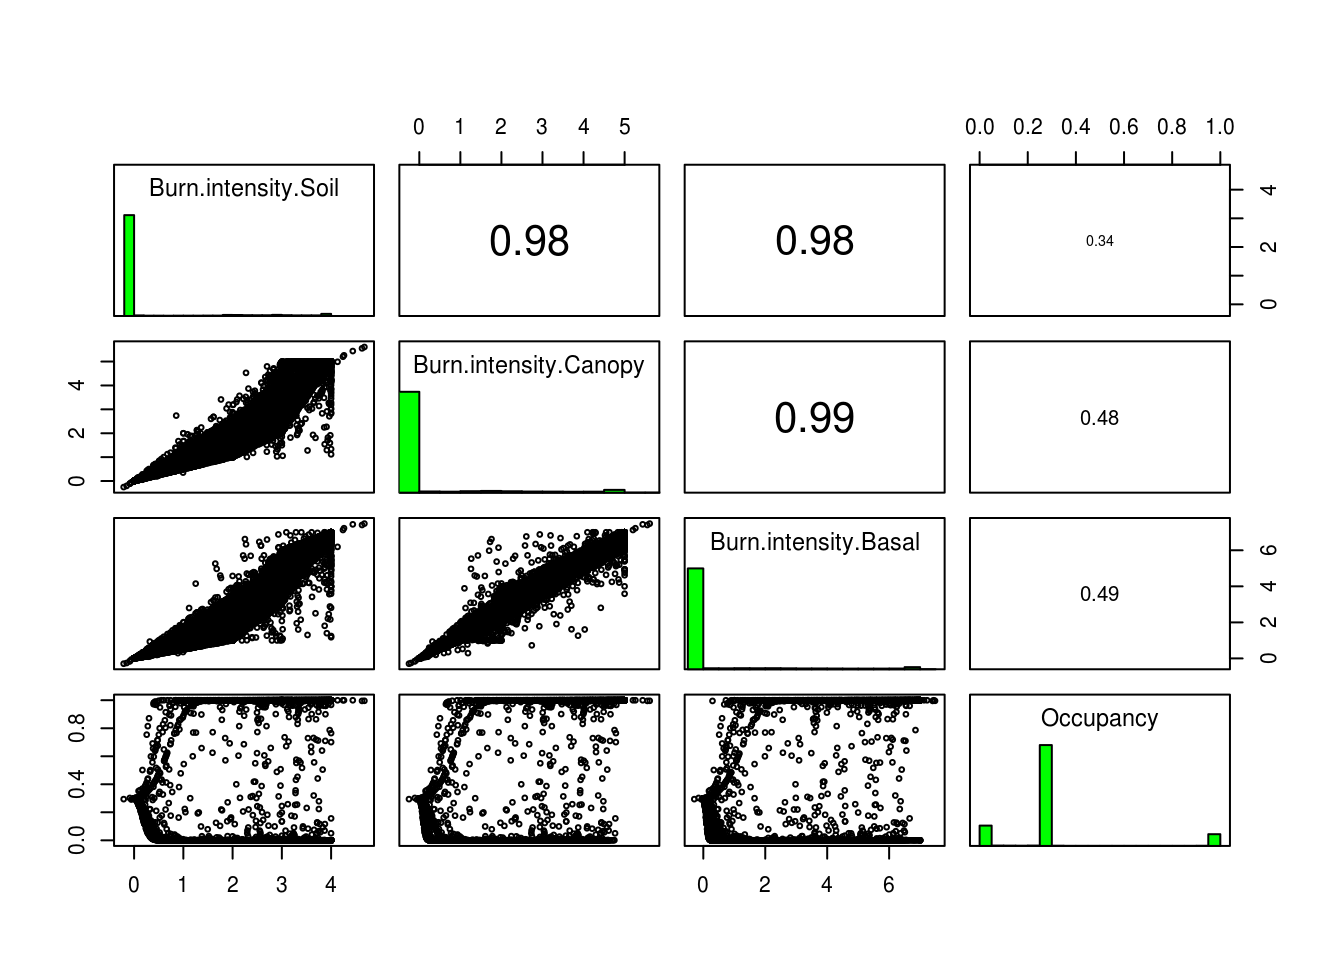 0 1 2 3 4 5 0.0 0.2 0.4 0.6 0.8 1.0
Burn.intensity.Soil 0.98 0.98 0.34 0 2 4
0 2 4 Burn.intensity.Canopy 0.99 0.48
Burn.intensity.Basal 0.49 0 2 4 6
0.0 0.4 0.8 Occupancy
0 1 2 3 4 0 2 4 6